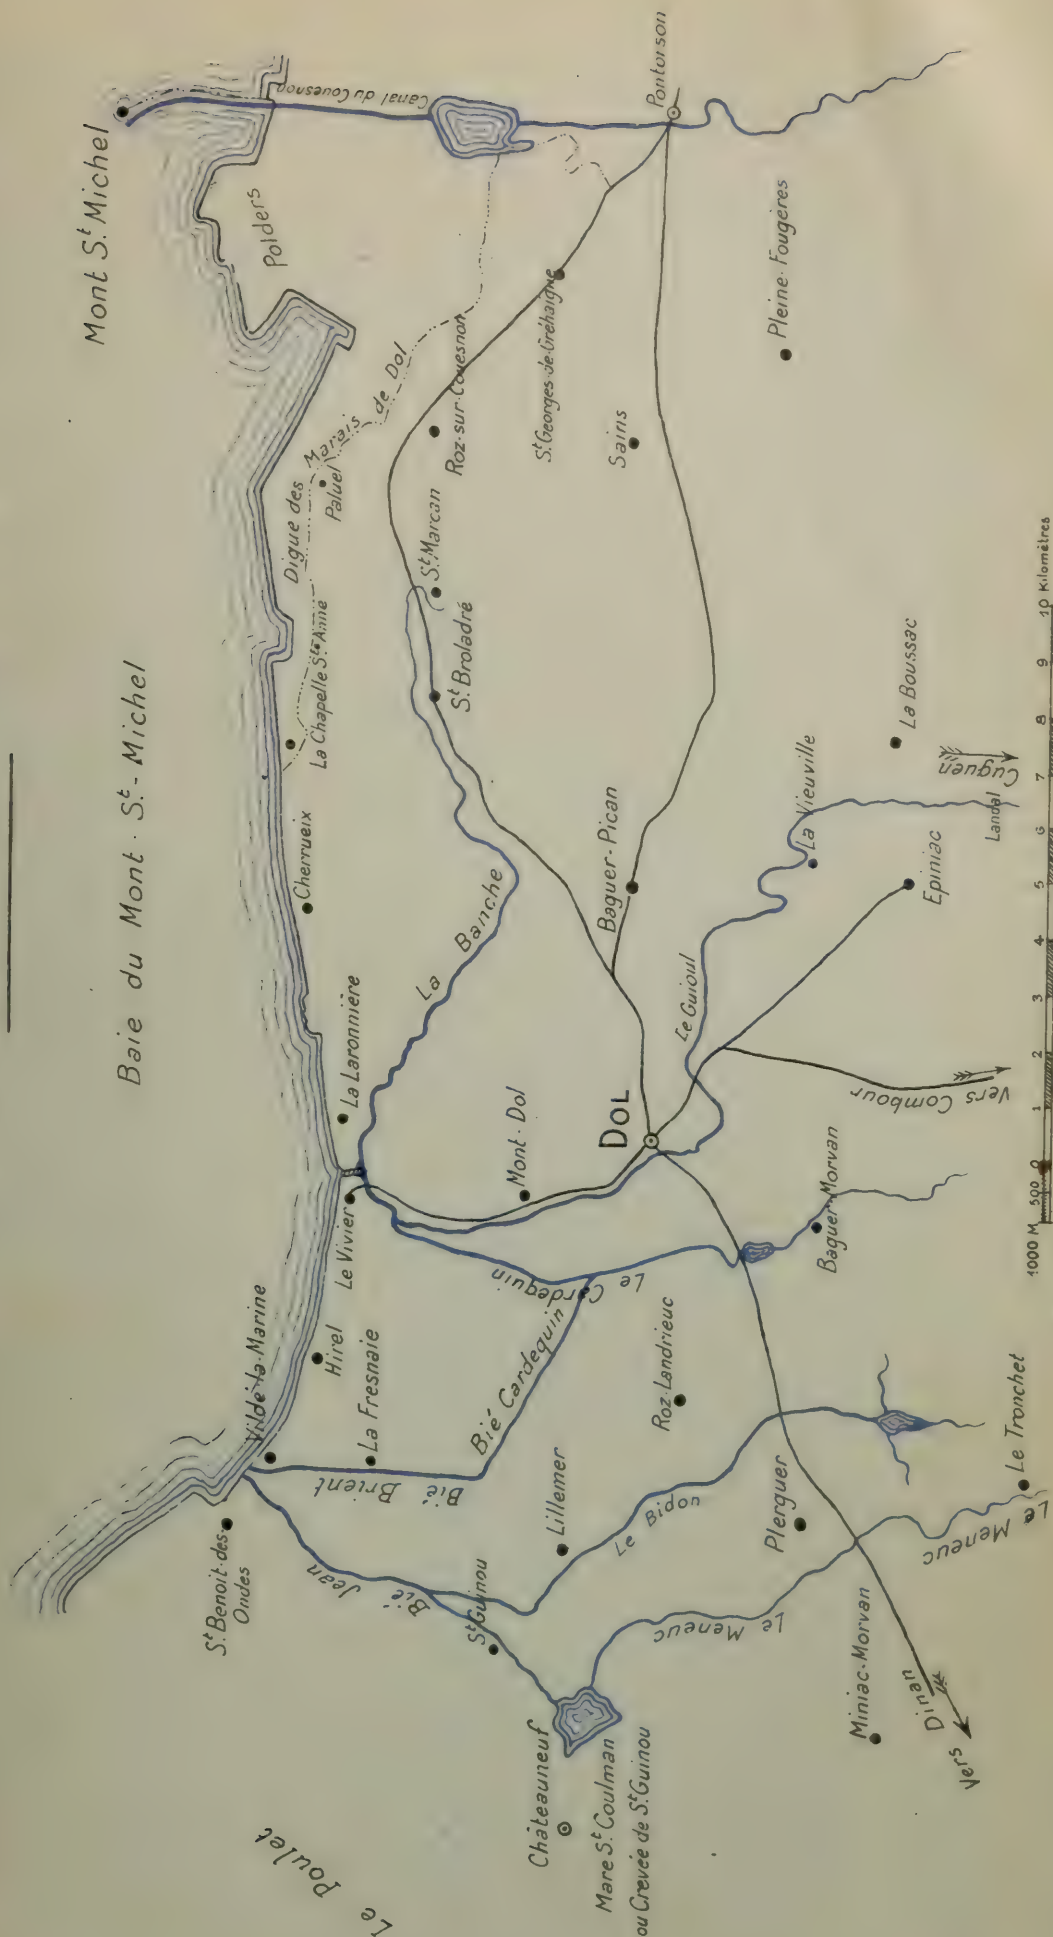 Baie du Mont-St-Michel
Mont St Michel
Polders
Canal du Couesnon
Digue des Marais de Dol
Paluel
La Chapelle Ste Anne
Cherrueix
La Laronnière
Le Vivier
Hirel
Vildé-la-Marine
La Fresnaie
St Benoit-des-
Ondes
Bié Jean
Bié Brient
Bié Cardequin
Le Cardequin
La Banche
St Broladré
St Marcan
Roz-sur-Couesnon
St Georges-de-Gréhaigne
Pontorson
Sains
Pleine-Fougères
Mont-Dol
DOL
Baguer-Pican
Le Guioul
La Vieuville
La Boussac
Cuguen
Landal
Epiniac
Vers Combour
Baguer-Morvan
Roz-Landrieuc
Lillemer
Le Bidon
St Guinou
Châteauneuf
Mare St Coulman
ou Crevée de St Guinou
Le Meneuc
Plerguer
Le Meneuc
Le Tronchet
Miniac-Morvan
Vers Dinan
Le Poulet
1000 M 500 0 1 2 3 4 5 6 7 8 9 10 Kilomètres